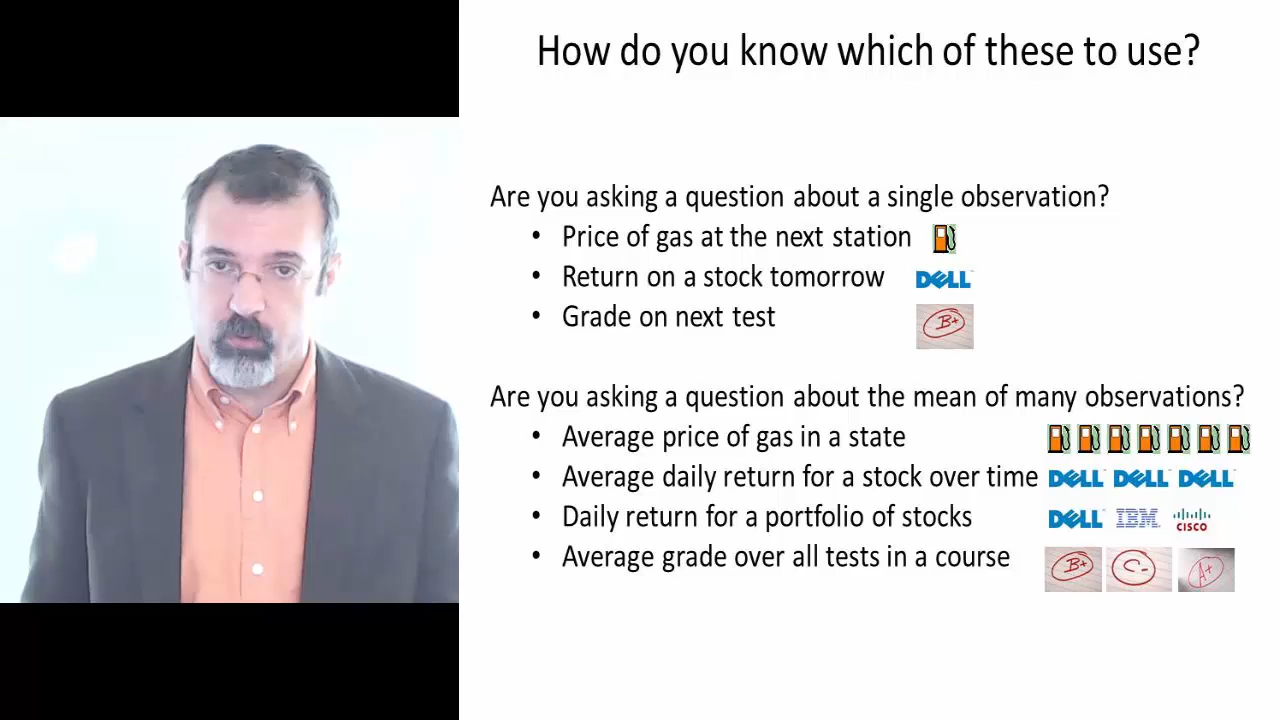 How do you know which of these to use?
Are you asking a question about a single observation?
• Price of gas at the next station
• Return on a stock tomorrow DELL
• Grade on next test B+
Are you asking a question about the mean of many observations?
• Average price of gas in a state
• Average daily return for a stock over time DELL DELL DELL
• Daily return for a portfolio of stocks DELL IBM CISCO
• Average grade over all tests in a course B+ C- A+